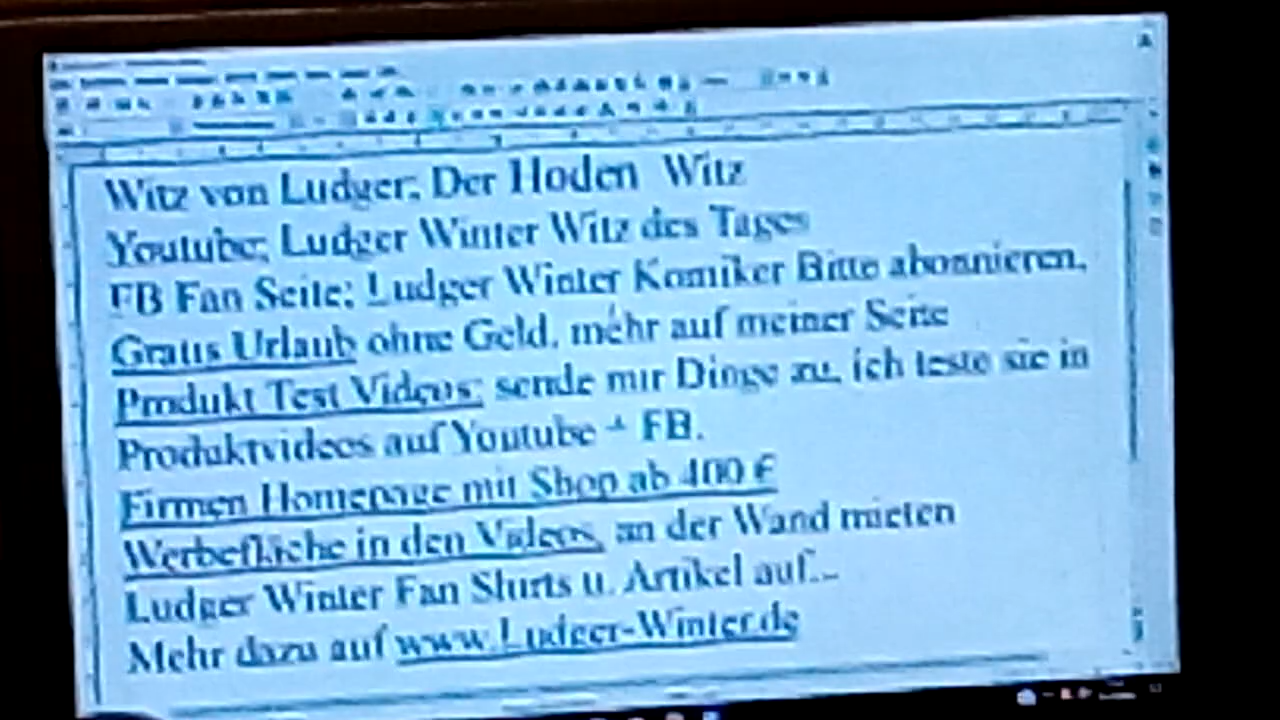 Witz von Ludger; Der Hoden Witz
Youtube; Ludger Winter Witz des Tages
FB Fan Seite; Ludger Winter Komiker Bitte abonnieren,
Gratis Urlaub ohne Geld, mehr auf meiner Seite
Produkt Test Videos; sende mir Dinge zu, ich teste sie in
Produktvideos auf Youtube + FB.
Firmen Homepage mit Shop ab 400 €
Werbefläche in den Videos, an der Wand mieten
Ludger Winter Fan Shirts u. Artikel auf...
Mehr dazu auf www.Ludger-Winter.de